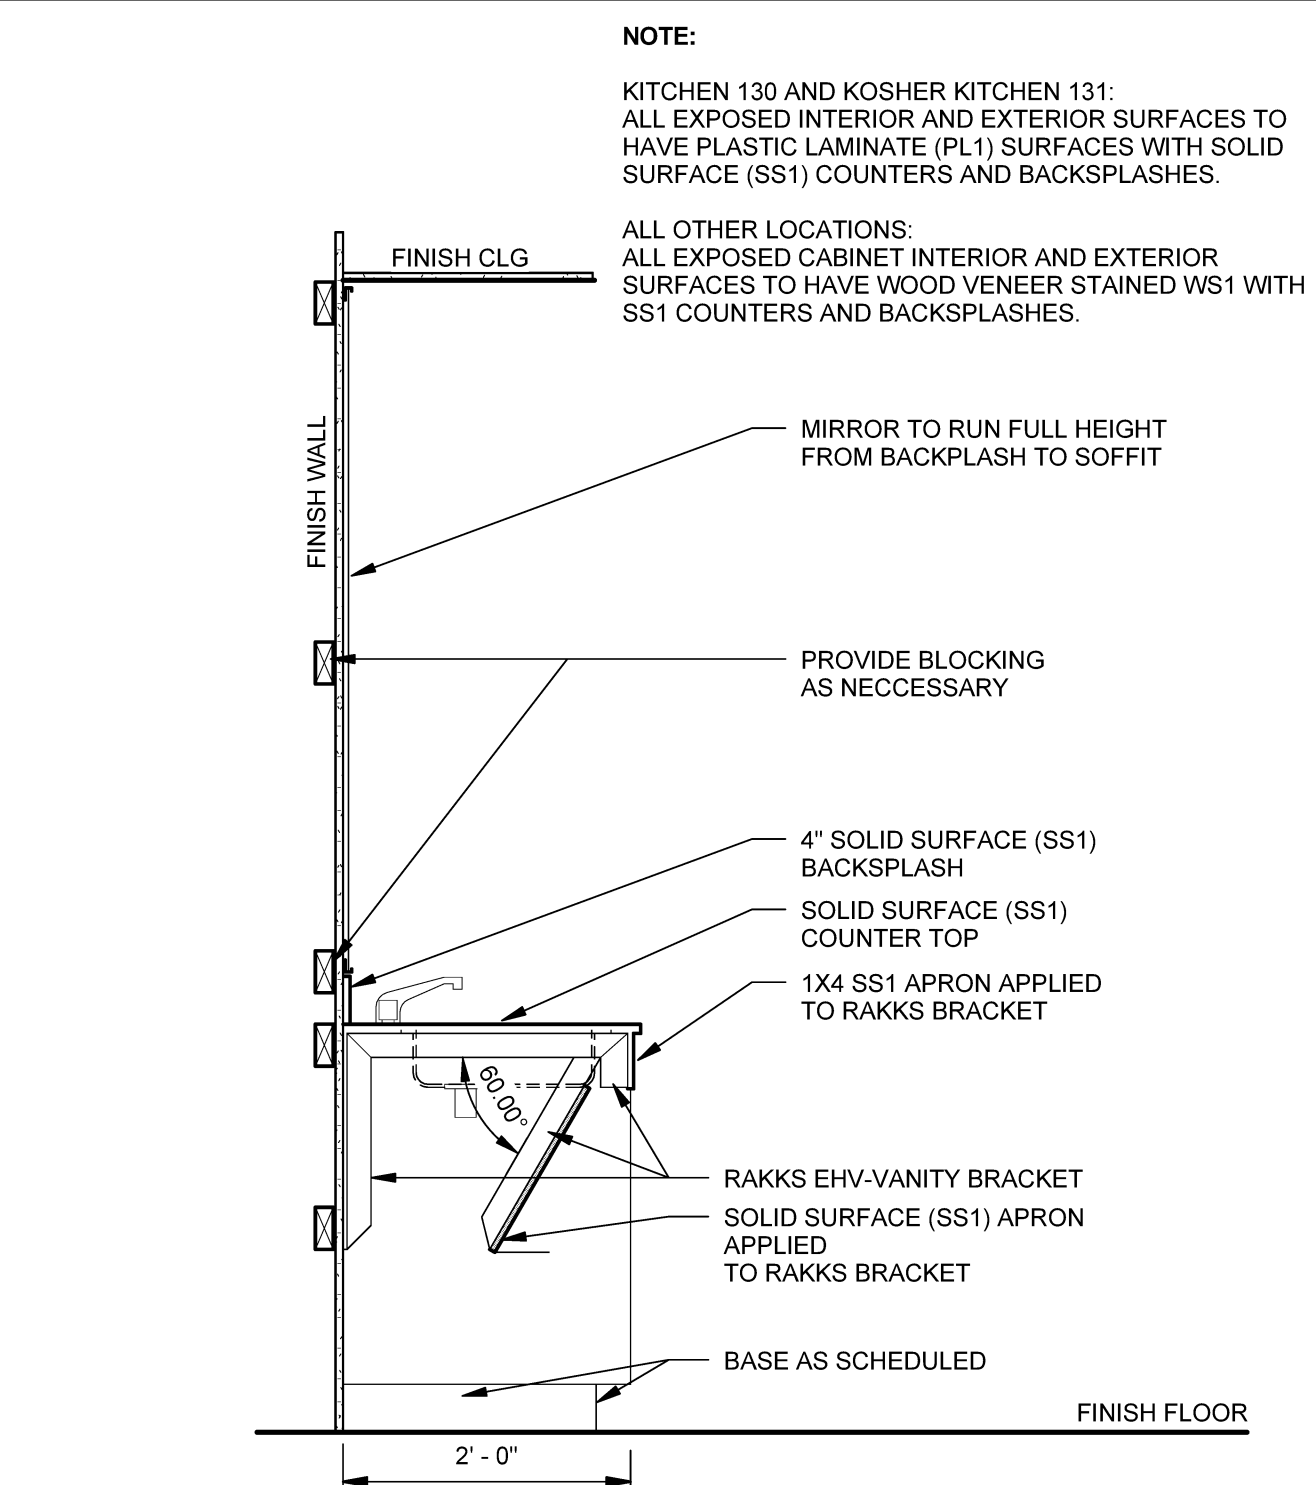 NOTE:
KITCHEN 130 AND KOSHER KITCHEN 131:
ALL EXPOSED INTERIOR AND EXTERIOR SURFACES TO
HAVE PLASTIC LAMINATE (PL1) SURFACES WITH SOLID
SURFACE (SS1) COUNTERS AND BACKSPLASHES.
ALL OTHER LOCATIONS:
ALL EXPOSED CABINET INTERIOR AND EXTERIOR
SURFACES TO HAVE WOOD VENEER STAINED WS1 WITH
SS1 COUNTERS AND BACKSPLASHES.
FINISH CLG
FINISH WALL
MIRROR TO RUN FULL HEIGHT
FROM BACKPLASH TO SOFFIT
PROVIDE BLOCKING
AS NECCESSARY
4" SOLID SURFACE (SS1)
BACKSPLASH
SOLID SURFACE (SS1)
COUNTER TOP
1X4 SS1 APRON APPLIED
TO RAKKS BRACKET
60.00°
RAKKS EHV-VANITY BRACKET
SOLID SURFACE (SS1) APRON
APPLIED
TO RAKKS BRACKET
BASE AS SCHEDULED
FINISH FLOOR
2' - 0"